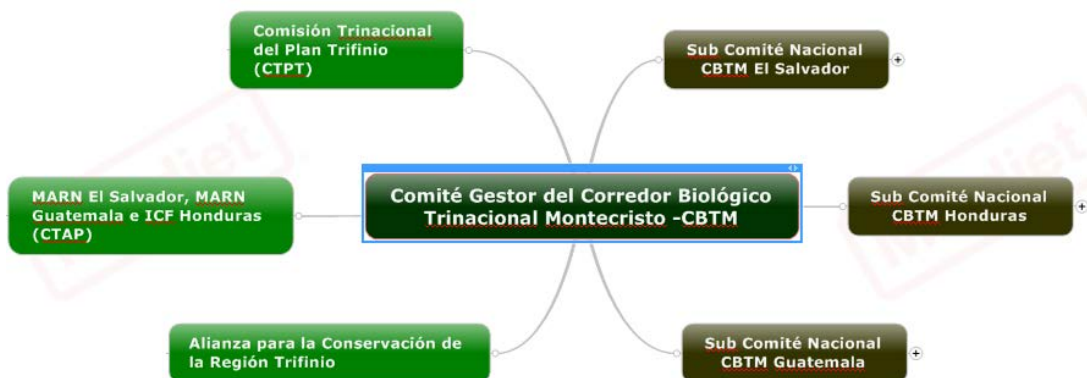 Comisión Trinacional
del Plan Trifinio
(CTPT)
Sub Comité Nacional
CBTM El Salvador
MARN El Salvador, MARN
Guatemala e ICF Honduras
(CTAP)
Comité Gestor del Corredor Biológico
Trinacional Montecristo -CBTM
Sub Comité Nacional
CBTM Honduras
Alianza para la Conservación de
la Región Trifinio
Sub Comité Nacional
CBTM Guatemala